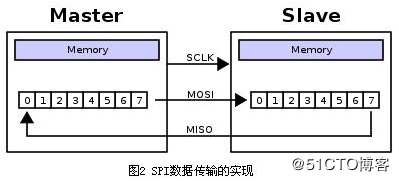 Master
Slave
Memory
Memory
SCLK
0 1 2 3 4 5 6 7
MOSI
0 1 2 3 4 5 6 7
MISO
图2 SPI数据传输的实现
@51CTO博客